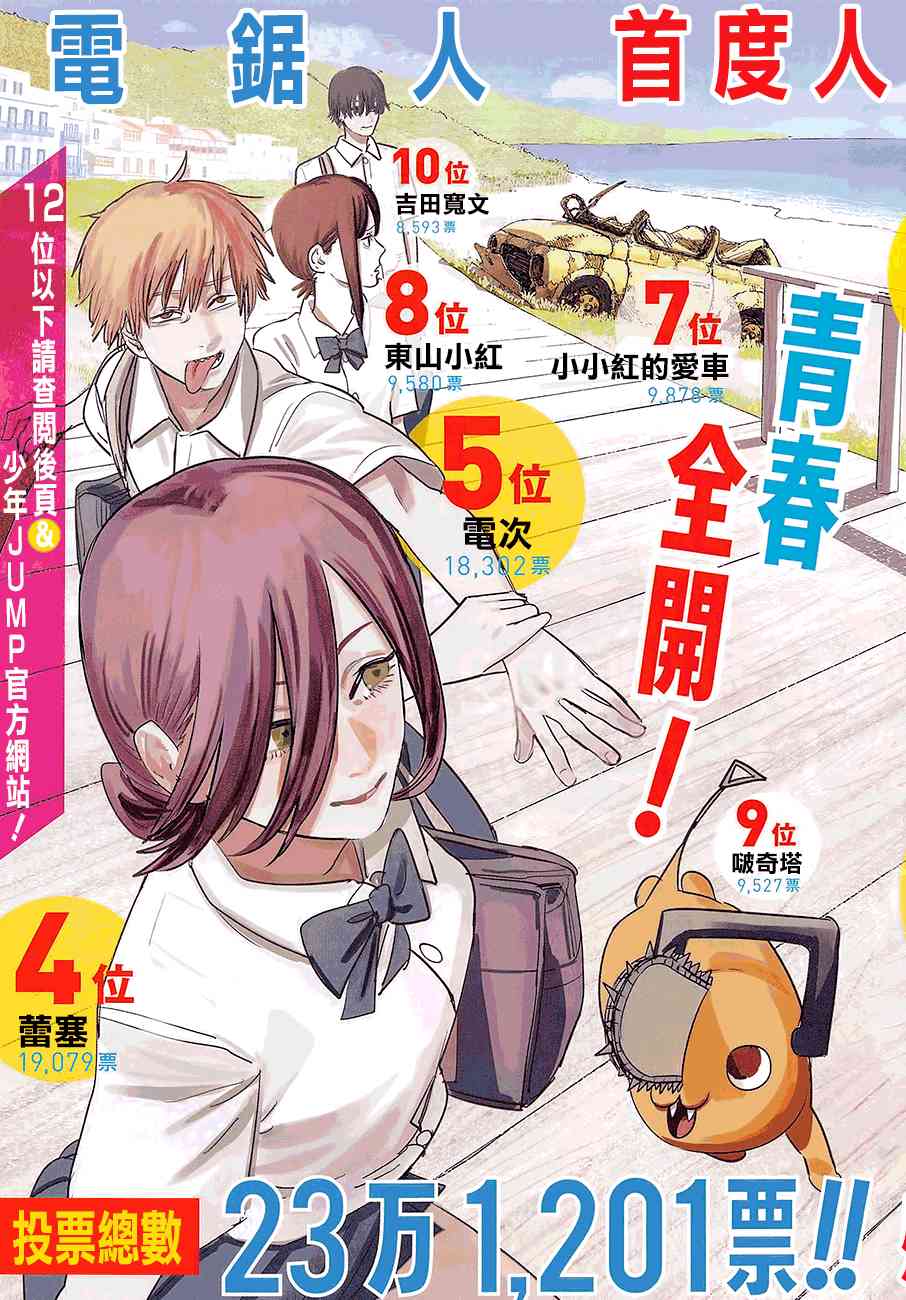 電鋸人 首度人
12位以下請查閱後頁&
少年JUMP官方網站！
10位
吉田寬文
8,593票
8位
東山小紅
9,580票
7位
小小紅的愛車
9,878票
青春
全開！
5位
電次
18,302票
9位
啵奇塔
9,527票
4位
蕾塞
19,079票
投票總數 23万1,201票!!